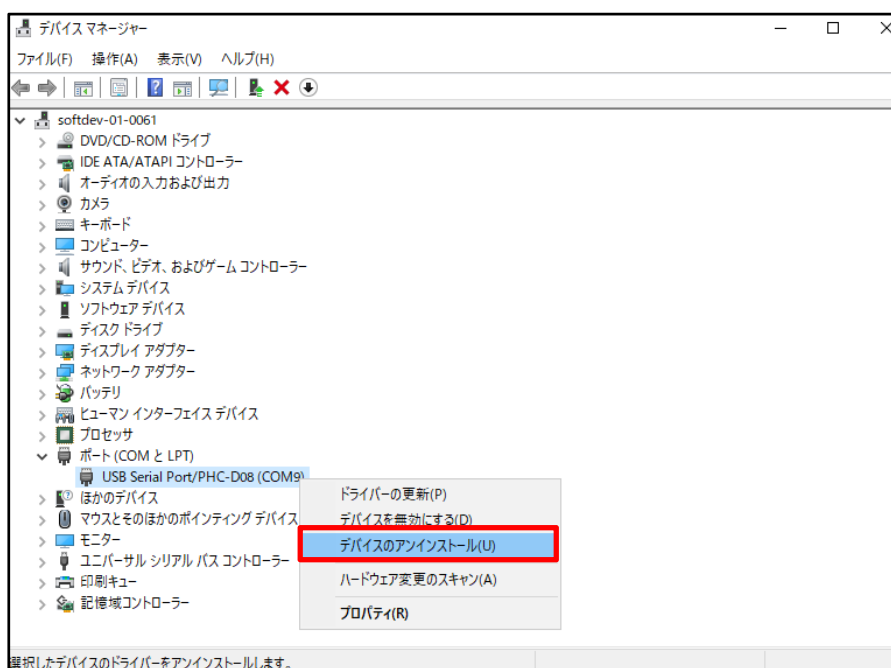 デバイス マネージャー
ファイル(F) 操作(A) 表示(V) ヘルプ(H)
softdev-01-0061
DVD/CD-ROM ドライブ
IDE ATA/ATAPI コントローラー
オーディオの入力および出力
カメラ
キーボード
コンピューター
サウンド、ビデオ、およびゲーム コントローラー
システム デバイス
ソフトウェア デバイス
ディスク ドライブ
ディスプレイ アダプター
ネットワーク アダプター
バッテリ
ヒューマン インターフェイス デバイス
プロセッサ
ポート (COM と LPT)
USB Serial Port/PHC-D08 (COM9)
ほかのデバイス
マウスとそのほかのポインティング デバイス
モニター
ユニバーサル シリアル バス コントローラー
印刷キュー
記憶域コントローラー
ドライバーの更新(P)
デバイスを無効にする(D)
デバイスのアンインストール(U)
ハードウェア変更のスキャン(A)
プロパティ(R)
選択したデバイスのドライバーをアンインストールします。